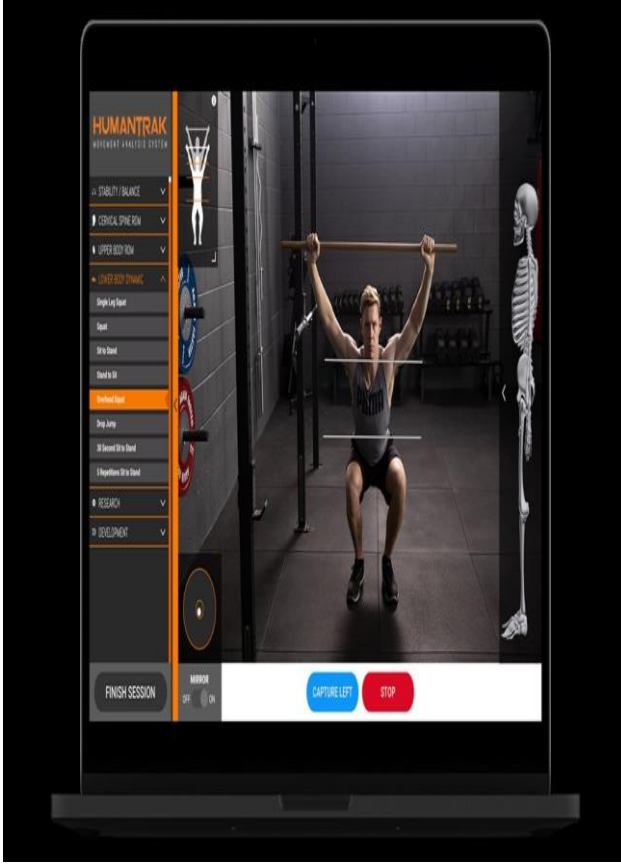 HUMANTRAK
MOVEMENT ANALYSIS SYSTEM
STABILITY / BALANCE
CERVICAL SPINE ROM
UPPER BODY ROM
LOWER BODY DYNAMIC
Single Leg Squat
Squat
Sit to Stand
Stand to Sit
Overhead Squat
Drop Jump
30 Second Sit to Stand
5 Repetitions Sit to Stand
RESEARCH
DEVELOPMENT
FINISH SESSION
MIRROR
OFF ON
CAPTURE LEFT
STOP